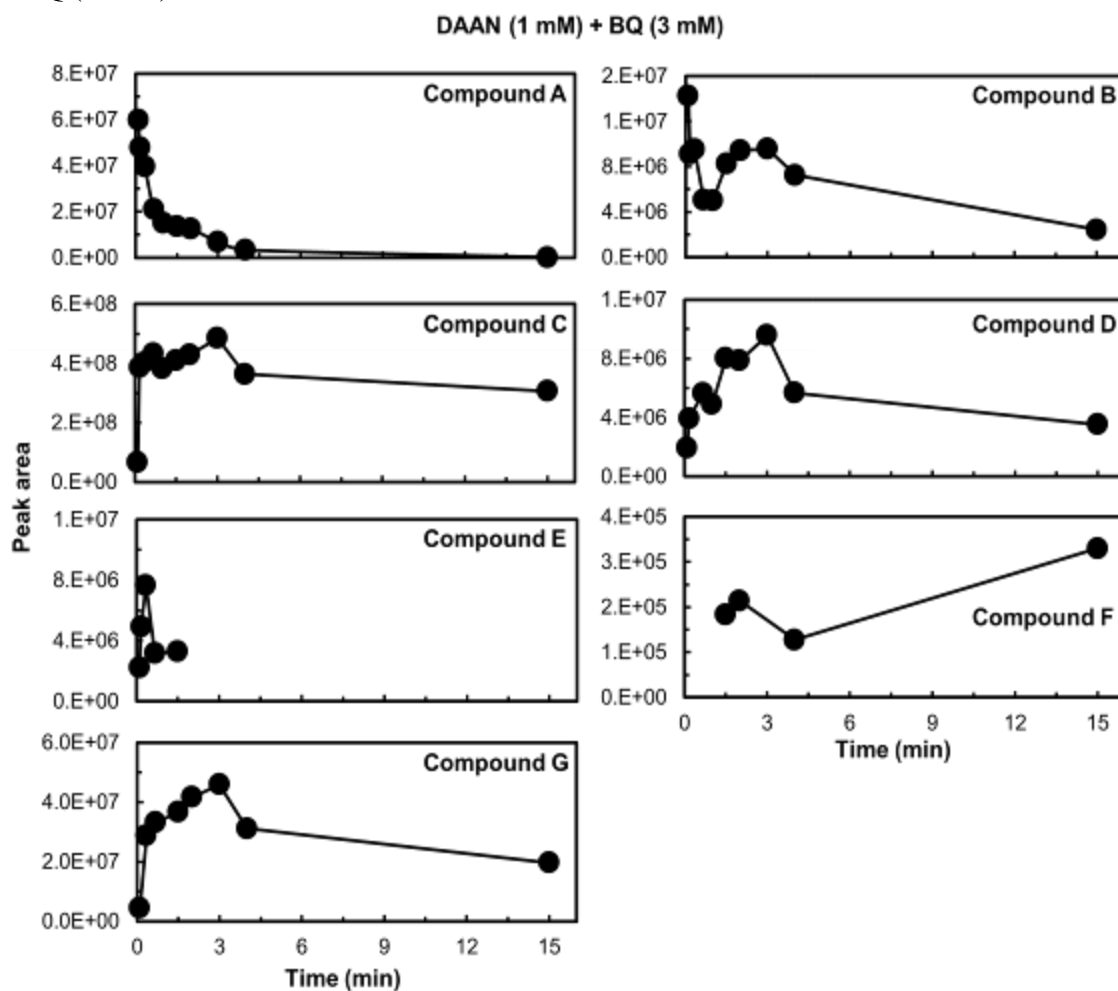 DAAN (1 mM) + BQ (3 mM)
Peak area
Compound A
8.E+07
6.E+07
4.E+07
2.E+07
0.E+00
Compound B
2.E+07
1.E+07
8.E+06
4.E+06
0.E+00
Compound C
6.E+08
4.E+08
2.E+08
0.E+00
Compound D
1.E+07
8.E+06
4.E+06
0.E+00
Compound E
1.E+07
8.E+06
4.E+06
0.E+00
Compound F
4.E+05
3.E+05
2.E+05
1.E+05
0.E+00
0 3 6 9 12 15
Time (min)
Compound G
6.0E+07
4.0E+07
2.0E+07
0.0E+00
0 3 6 9 12 15
Time (min)